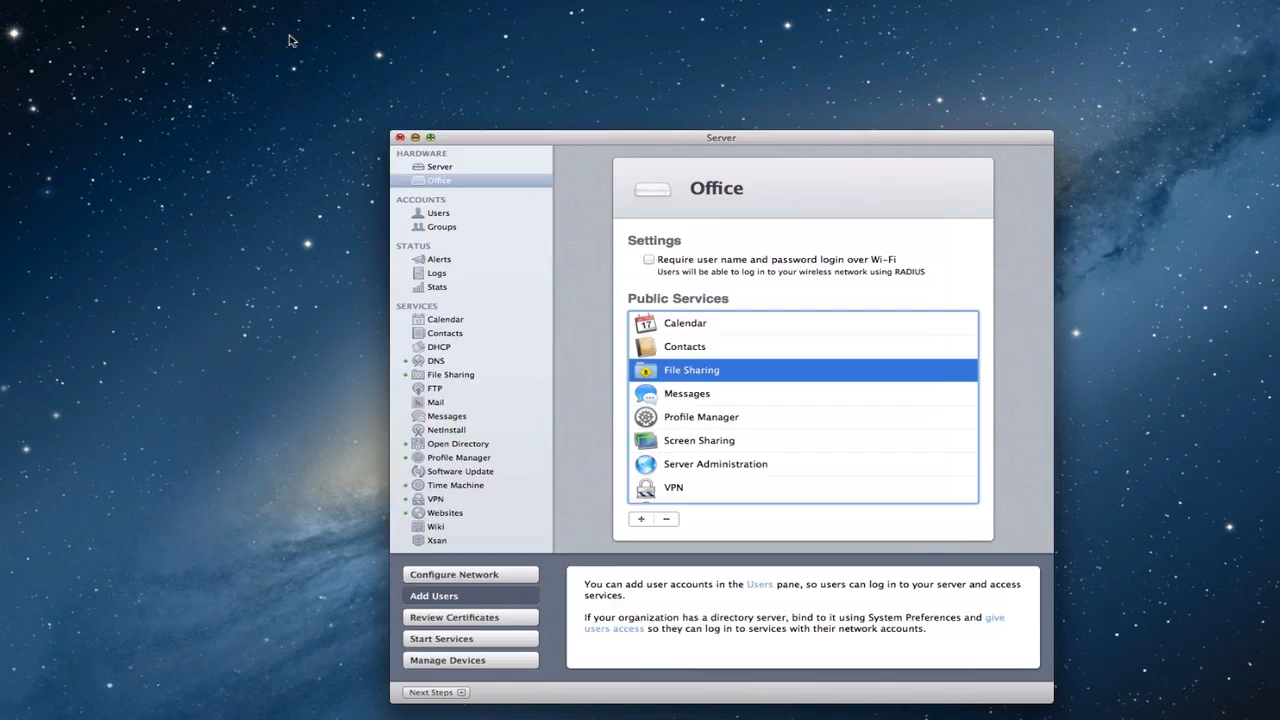 Server
HARDWARE
Server
Office
ACCOUNTS
Users
Groups
STATUS
Alerts
Logs
Stats
SERVICES
Calendar
Contacts
DHCP
DNS
File Sharing
FTP
Mail
Messages
NetInstall
Open Directory
Profile Manager
Software Update
Time Machine
VPN
Websites
Wiki
Xsan
Office
Settings
Require user name and password login over Wi-Fi
Users will be able to log in to your wireless network using RADIUS
Public Services
17 Calendar
Contacts
File Sharing
Messages
Profile Manager
Screen Sharing
Server Administration
VPN
+ −
Configure Network
Add Users
Review Certificates
Start Services
Manage Devices
You can add user accounts in the Users pane, so users can log in to your server and access
services.
If your organization has a directory server, bind to it using System Preferences and give
users access so they can log in to services with their network accounts.
Next Steps